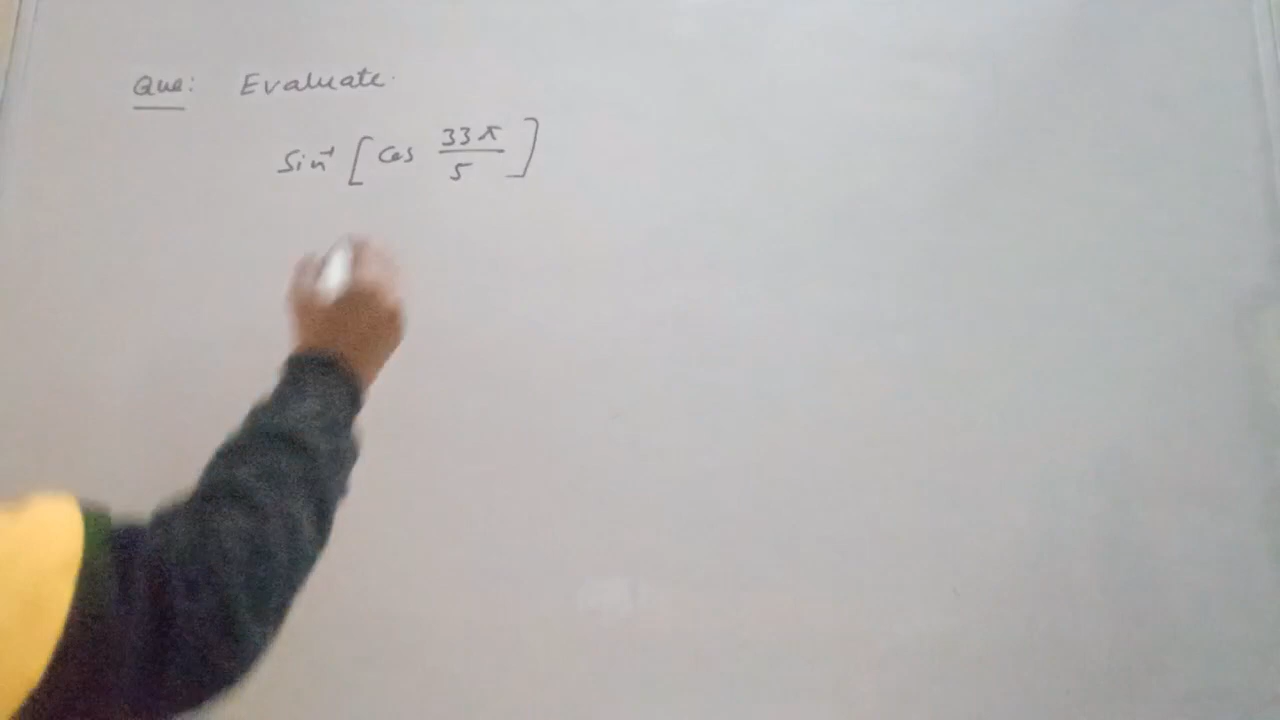 Que: Evaluate.
Sin⁻¹ [ Cos 33π/5 ]